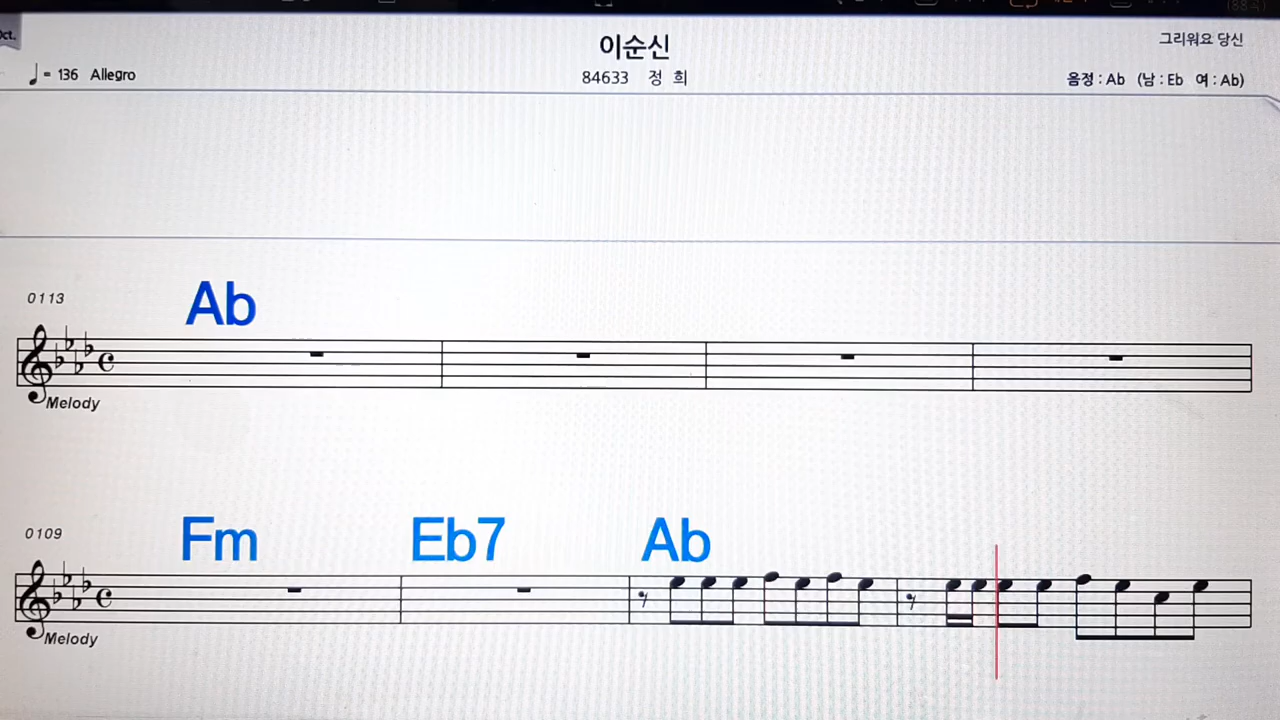 이순신
그리워요 당신
♩= 136 Allegro
84633 정 희
음정 : Ab (남 : Eb 여 : Ab)
0113
Ab
Melody
0109
Fm Eb7 Ab
Melody